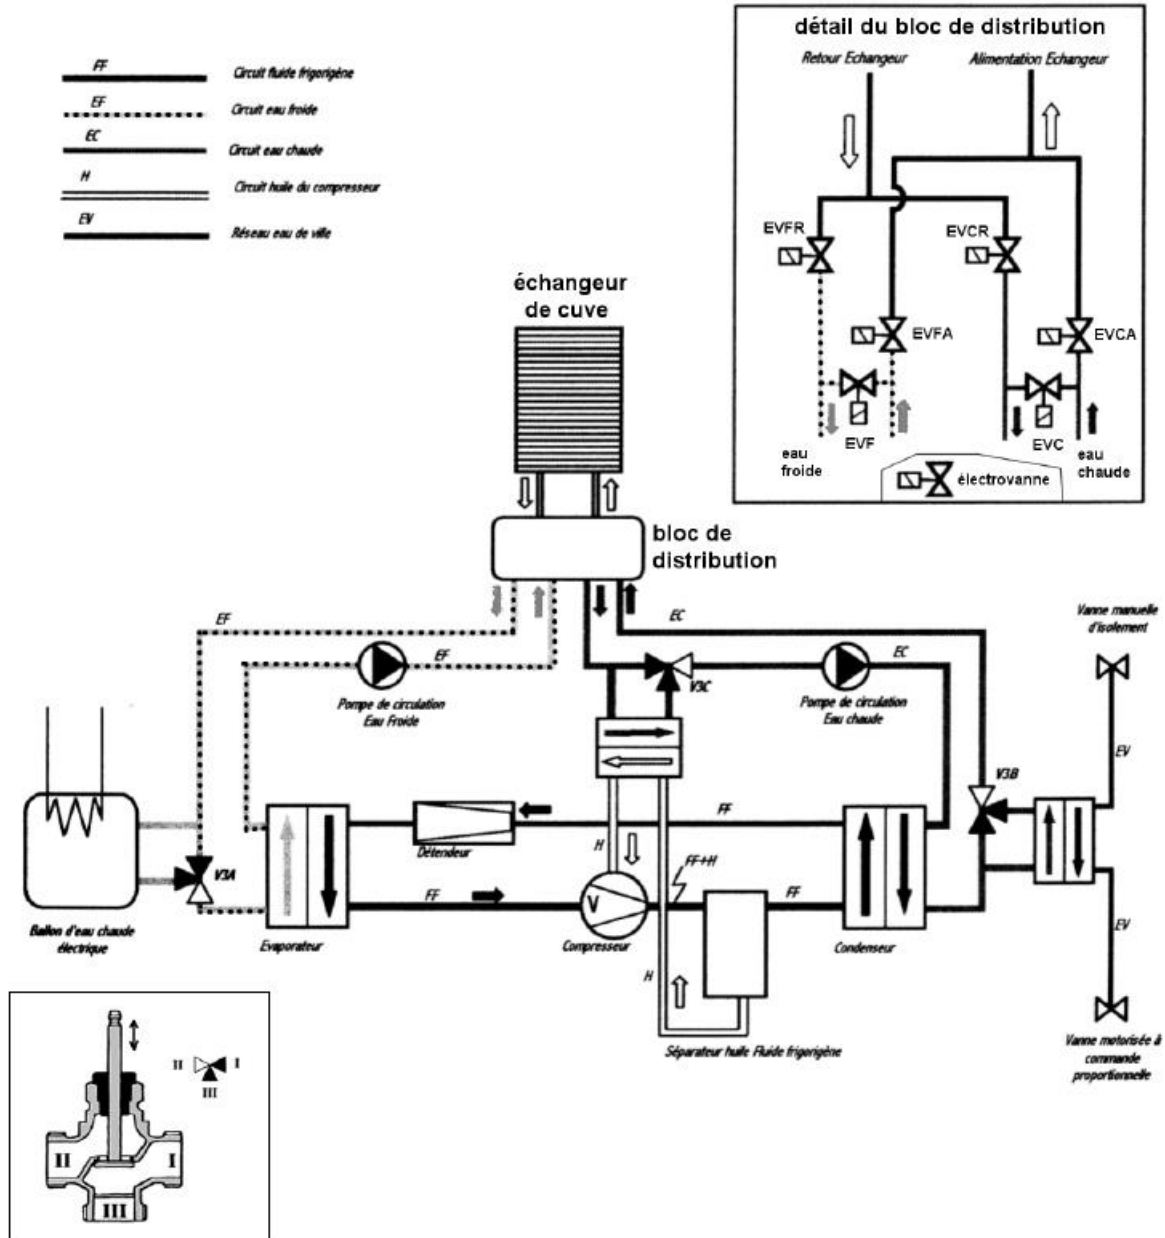 FF
Circuit fluide frigorigène
EF
Circuit eau froide
EC
Circuit eau chaude
H
Circuit huile du compresseur
EV
Réseau eau de ville
détail du bloc de distribution
Retour Echangeur
Alimentation Echangeur
EVFR
EVCR
EVFA
EVCA
EVF
EVC
eau
froide
eau
chaude
électrovanne
échangeur
de cuve
bloc de
distribution
EF
EC
EF
EC
Pompe de circulation
Eau Froide
V3C
Pompe de circulation
Eau chaude
Vanne manuelle
d'isolement
EV
V3B
V3A
Ballon d'eau chaude
électrique
Evaporateur
Détendeur
FF
H
FF
FF+H
V
Compresseur
FF
H
Séparateur huile Fluide frigorigène
Condenseur
EV
Vanne motorisée à
commande
proportionnelle
II
I
III
II
I
III